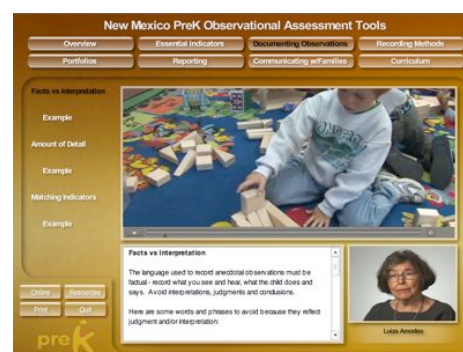 New Mexico PreK Observational Assessment Tools
Overview
Essential Indicators
Documenting Observations
Recording Methods
Portfolios
Reporting
Communicating w/Families
Curriculum
Facts vs Interpretation
Example
Amount of Detail
Example
Matching Indicators
Example
Facts vs Interpretation
The language used to record anecdotal observations must be
factual - record what you see and hear, what the child does and
says. Avoid interpretations, judgments and conclusions.
Here are some words and phrases to avoid because they reflect
judgment and/or interpretation:
Online
Resources
Print
Quit
prek
Luiza Amodeo